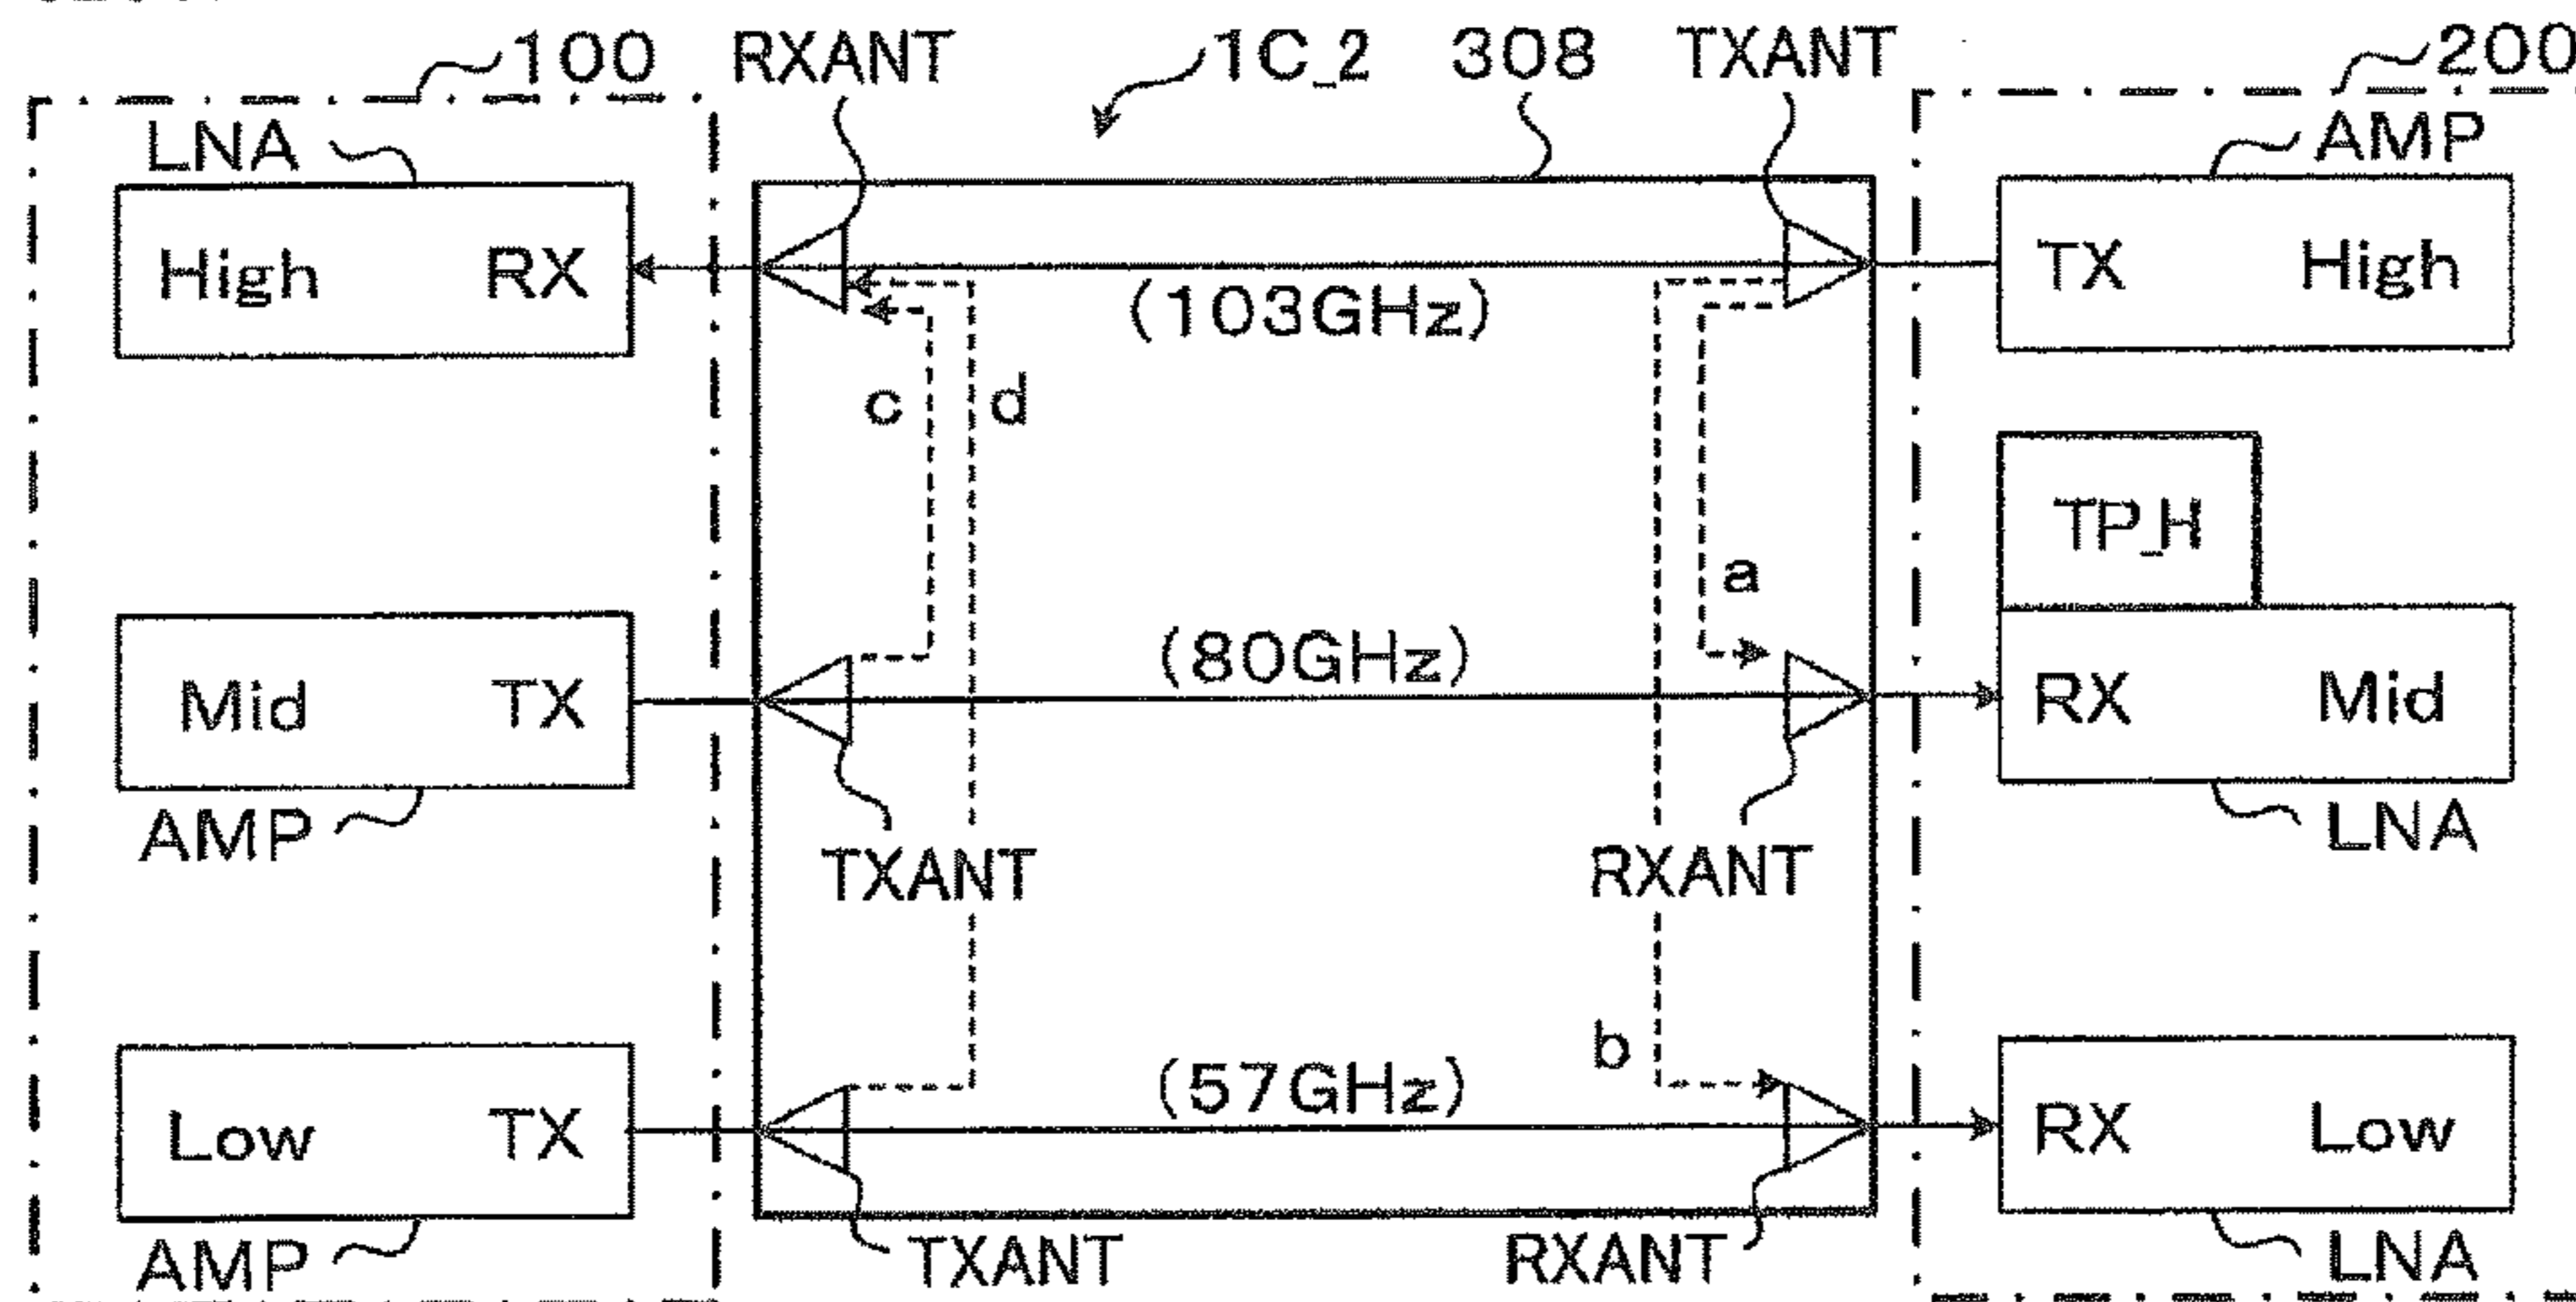 100 RXANT 1C_2 308 TXANT 200
LNA AMP
High RX (103GHz) TX High
c d
TP_H
a
Mid TX (80GHz) RX Mid
AMP TXANT RXANT LNA
b
Low TX (57GHz) RX Low
AMP TXANT RXANT LNA